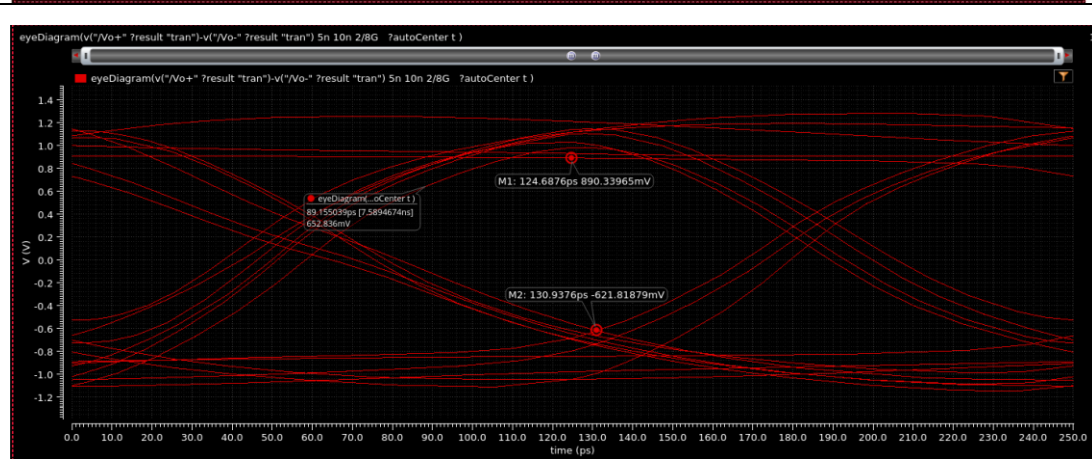 eyeDiagram(v("/Vo+" ?result "tran")-v("/Vo-" ?result "tran") 5n 10n 2/8G ?autoCenter t )
eyeDiagram(v("/Vo+" ?result "tran")-v("/Vo-" ?result "tran") 5n 10n 2/8G ?autoCenter t )
1.4
1.2
1.0
0.8
0.6
0.4
0.2
0.0
-0.2
-0.4
-0.6
-0.8
-1.0
-1.2
V (V)
M1: 124.6876ps 890.33965mV
eyeDiagram(...oCenter t )
89.155039ps [7.5894674ns]
652.836mV
M2: 130.9376ps -621.81879mV
0.0 10.0 20.0 30.0 40.0 50.0 60.0 70.0 80.0 90.0 100.0 110.0 120.0 130.0 140.0 150.0 160.0 170.0 180.0 190.0 200.0 210.0 220.0 230.0 240.0 250.0
time (ps)